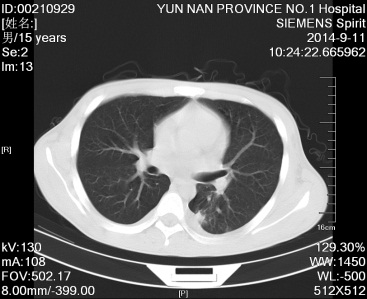 ID:00210929
YUN NAN PROVINCE NO.1 Hospital
[姓名:]
SIEMENS Spirit
男/15 years
2014-9-11
Se:2
10:24:22.665962
Im:13
[R]
16cm
kV:130
129.30%
mA:108
WW:1450
FOV:502.17
WL:-500
8.00mm/-399.00
[P]
512X512